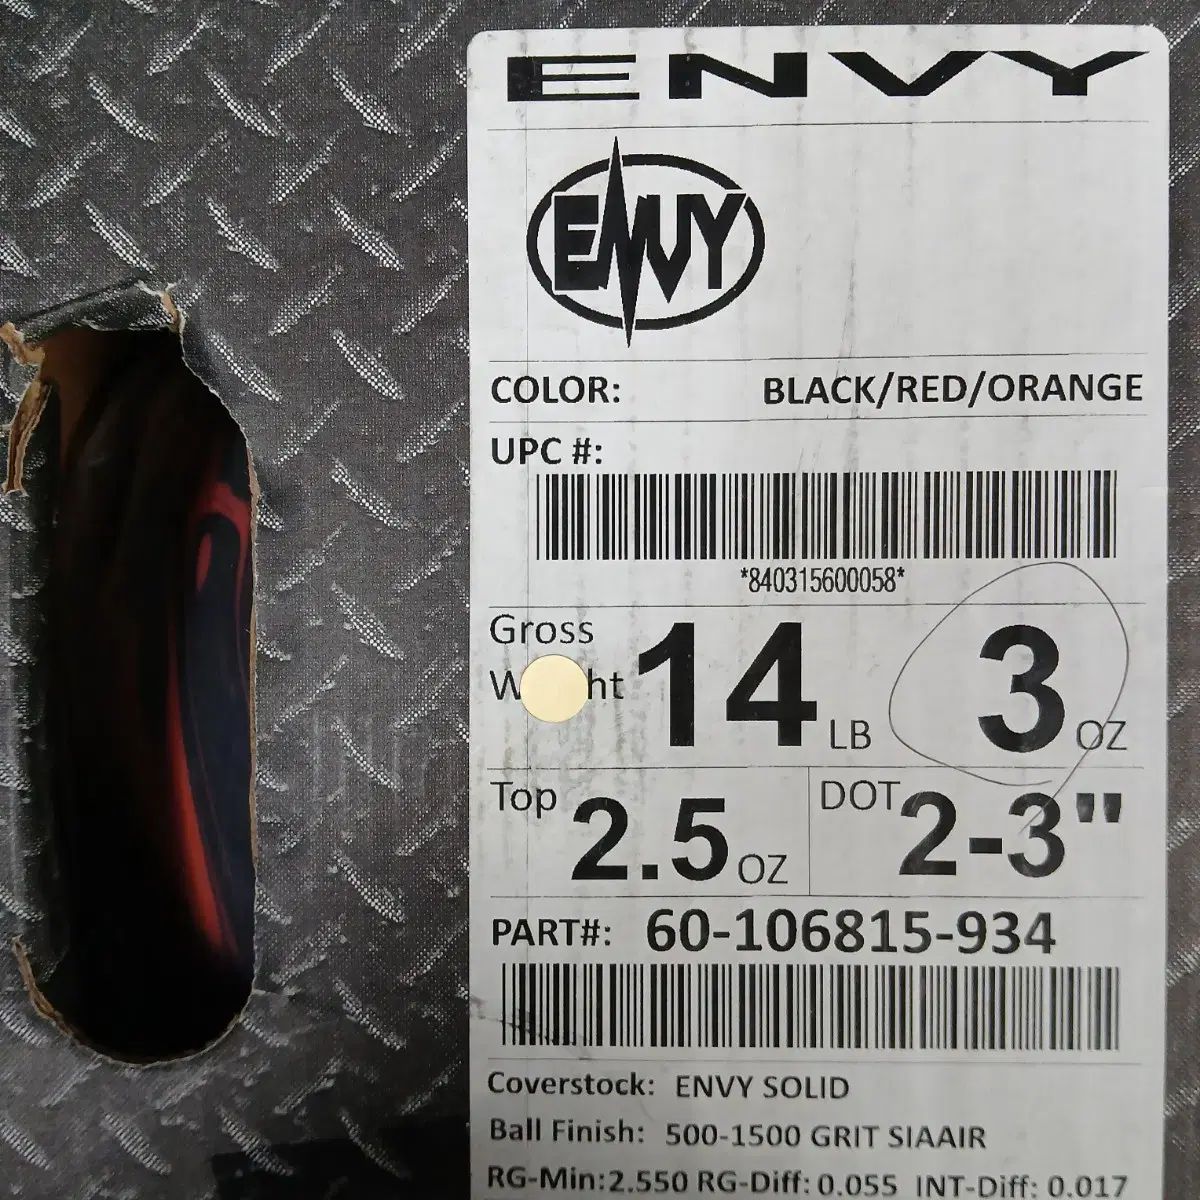 ENVY
ENVY
COLOR: BLACK/RED/ORANGE
UPC #:
*840315600058*
Gross
14 LB 3 OZ
Top 2.5 OZ DOT 2-3"
PART#: 60-106815-934
Coverstock: ENVY SOLID
Ball Finish: 500-1500 GRIT SIAAIR
RG-Min:2.550 RG-Diff: 0.055 INT-Diff: 0.017